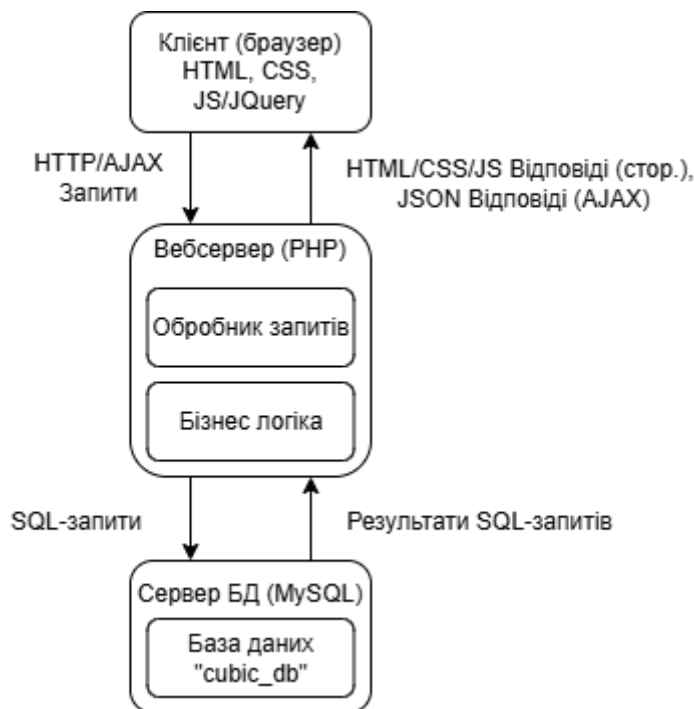 Клієнт (браузер)
HTML, CSS,
JS/JQuery
HTTP/AJAX
Запити
HTML/CSS/JS Відповіді (стор.),
JSON Відповіді (AJAX)
Вебсервер (PHP)
Обробник запитів
Бізнес логіка
SQL-запити
Результати SQL-запитів
Сервер БД (MySQL)
База даних
"cubic_db"